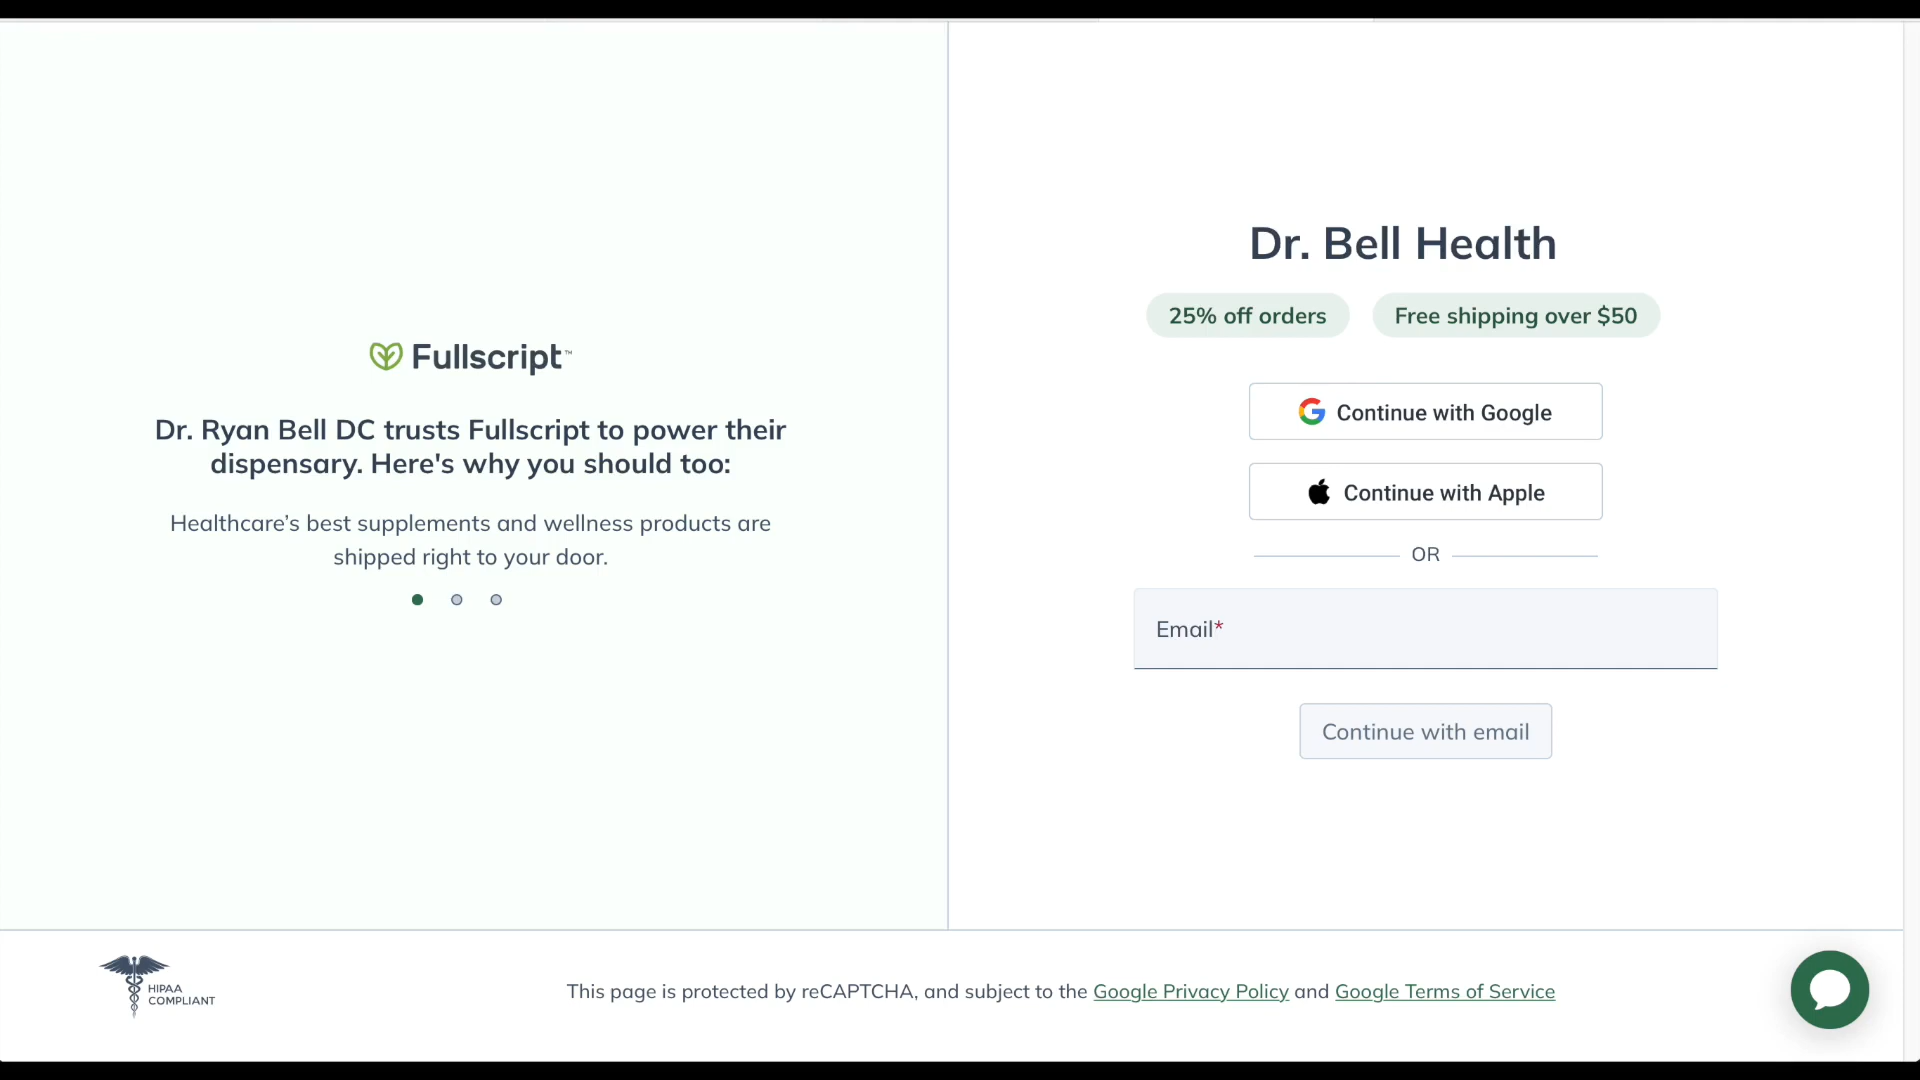 Fullscript™
Dr. Ryan Bell DC trusts Fullscript to power their
dispensary. Here's why you should too:
Healthcare’s best supplements and wellness products are
shipped right to your door.
Dr. Bell Health
25% off orders
Free shipping over $50
Continue with Google
Continue with Apple
OR
Email*
Continue with email
HIPAA
COMPLIANT
This page is protected by reCAPTCHA, and subject to the Google Privacy Policy and Google Terms of Service